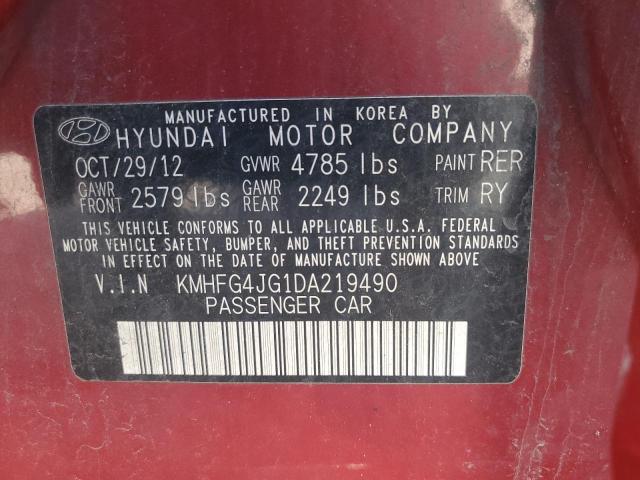 MANUFACTURED IN KOREA BY
HYUNDAI MOTOR COMPANY
OCT/29/12 GVWR 4785 lbs PAINT RER
GAWR FRONT 2579 lbs GAWR REAR 2249 lbs TRIM RY
THIS VEHICLE CONFORMS TO ALL APPLICABLE U.S.A. FEDERAL
MOTOR VEHICLE SAFETY, BUMPER, AND THEFT PREVENTION STANDARDS
IN EFFECT ON THE DATE OF MANUFACTURE SHOWN ABOVE
V.I.N KMHFG4JG1DA219490
PASSENGER CAR